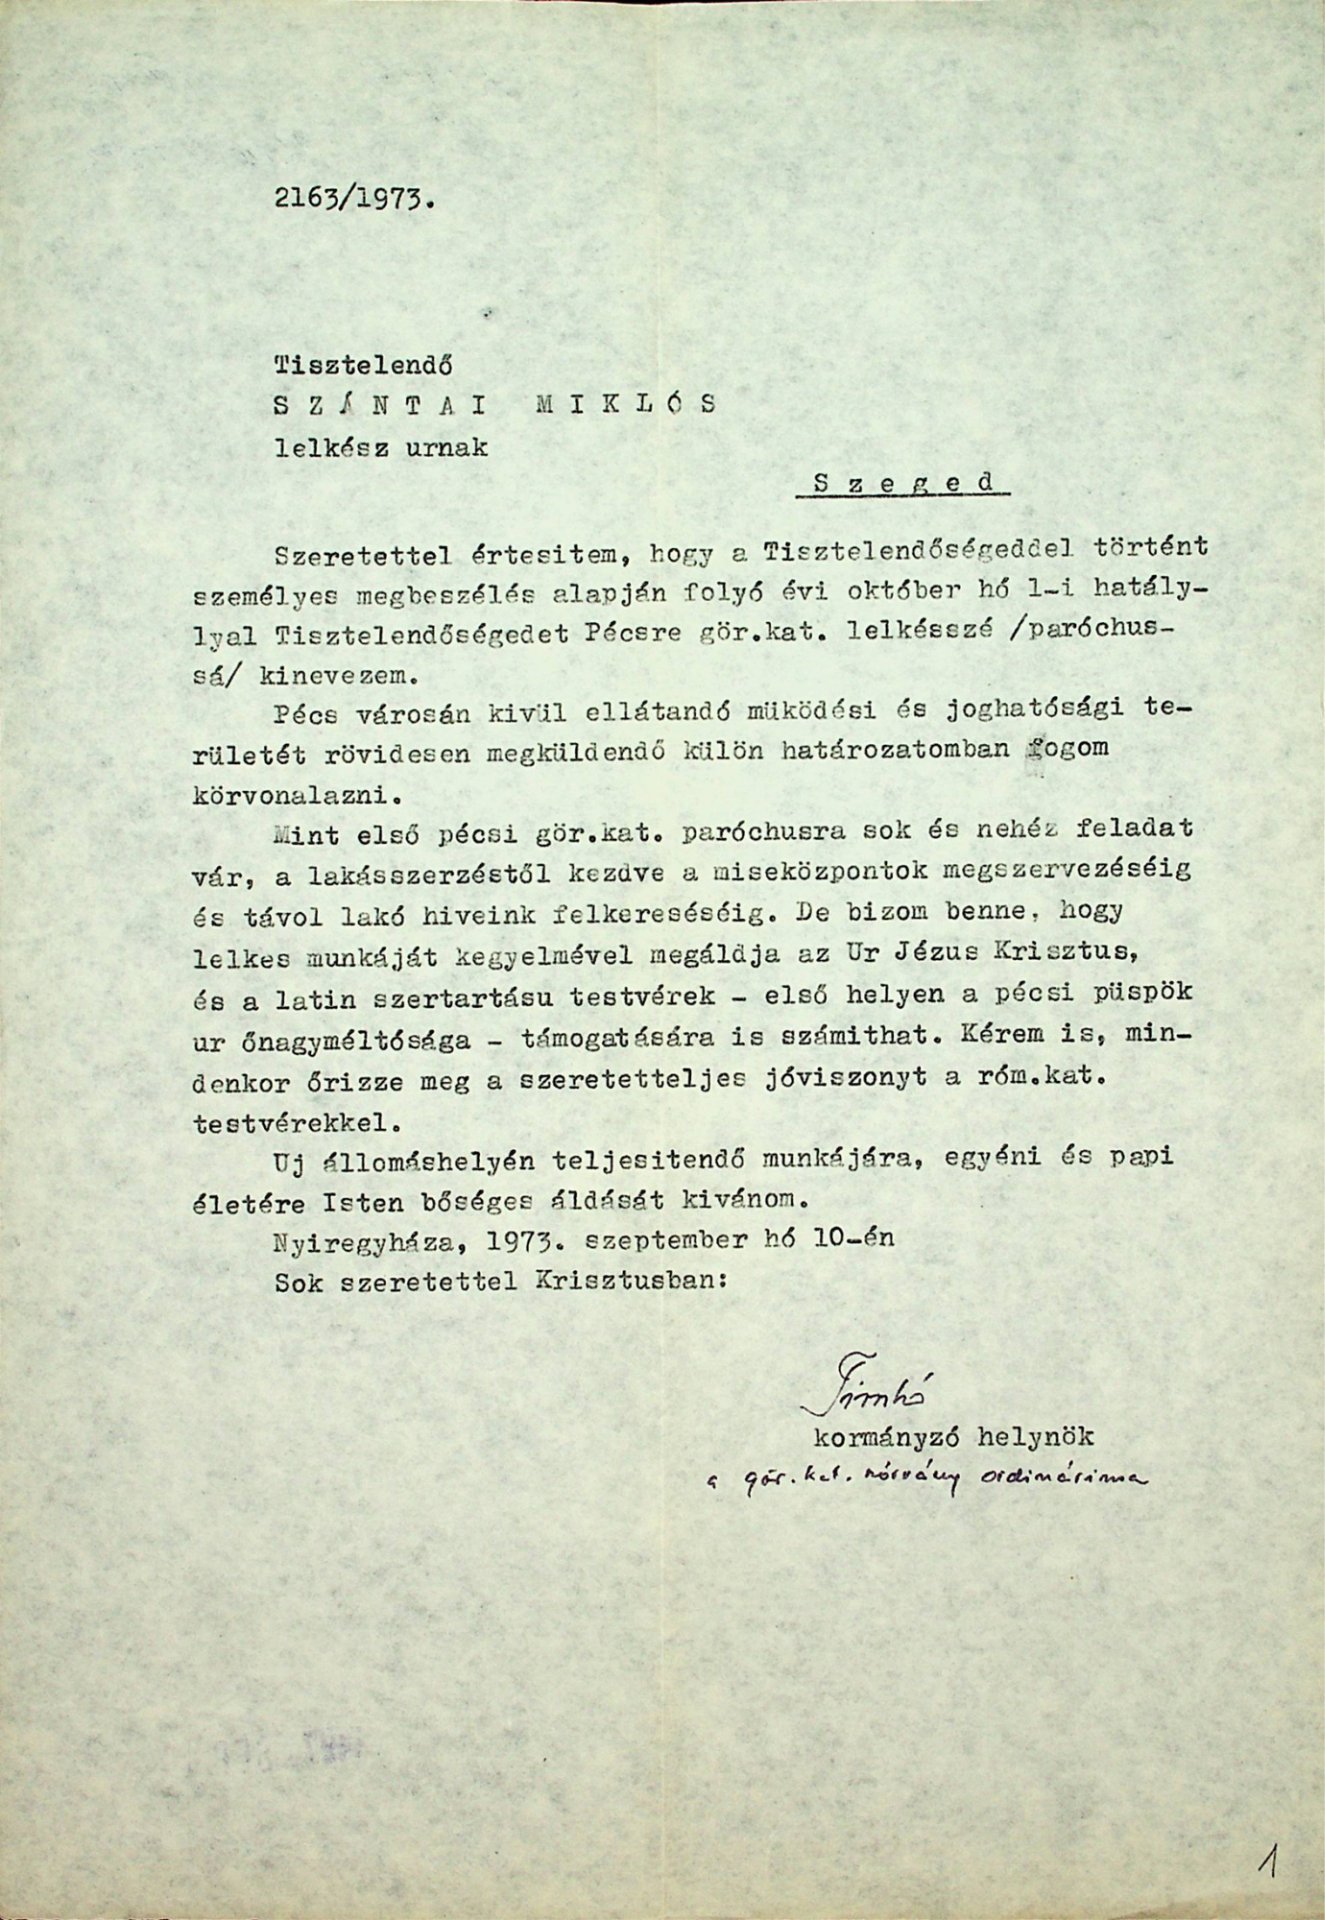 2163/1973.
Tisztelendő
S Z Á N T A I   M I K L Ó S
lelkész urnak
S z e g e d
Szeretettel értesitem, hogy a Tisztelendőségeddel történt
személyes megbeszélés alapján folyó évi október hó 1-i hatály-
lyal Tisztelendőségedet Pécsre gör.kat. lelkésszé /paróchus-
sá/ kinevezem.
Pécs városán kivül ellátandó müködési és joghatósági te-
rületét rövidesen megküldendő külön határozatomban fogom
körvonalazni.
Mint első pécsi gör.kat. paróchusra sok és nehéz feladat
vár, a lakásszerzéstől kezdve a miseközpontok megszervezéséig
és távol lakó hiveink felkereséséig. De bizom benne, hogy
lelkes munkáját kegyelmével megáldja az Ur Jézus Krisztus,
és a latin szertartásu testvérek - első helyen a pécsi püspök
ur őnagyméltósága - támogatására is számithat. Kérem is, min-
denkor őrizze meg a szeretetteljes jóviszonyt a róm.kat.
testvérekkel.
Uj állomáshelyén teljesitendő munkájára, egyéni és papi
életére Isten bőséges áldását kivánom.
Nyiregyháza, 1973. szeptember hó 10-én
Sok szeretettel Krisztusban:
Timkó
kormányzó helynök
a gör. kat. ordináriusa
1